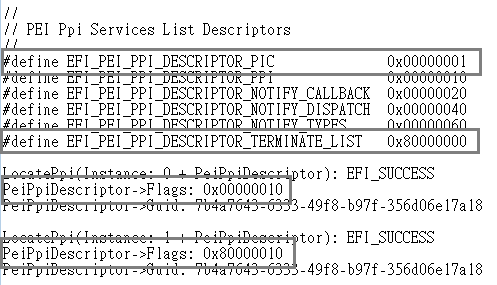 //
// PEI Ppi Services List Descriptors
//
#define EFI_PEI_PPI_DESCRIPTOR_PIC 0x00000001
#define EFI_PEI_PPI_DESCRIPTOR_PPI 0x00000010
#define EFI_PEI_PPI_DESCRIPTOR_NOTIFY_CALLBACK 0x00000020
#define EFI_PEI_PPI_DESCRIPTOR_NOTIFY_DISPATCH 0x00000040
#define EFI_PEI_PPI_DESCRIPTOR_NOTIFY_TYPES 0x00000060
#define EFI_PEI_PPI_DESCRIPTOR_TERMINATE_LIST 0x80000000
LocatePpi(Instance: 0 + PeiPpiDescriptor): EFI_SUCCESS
PeiPpiDescriptor->Flags: 0x00000010
PeiPpiDescriptor->Guid: 7b4a7643-6333-49f8-b97f-356d06e17a18
LocatePpi(Instance: 1 + PeiPpiDescriptor): EFI_SUCCESS
PeiPpiDescriptor->Flags: 0x80000010
PeiPpiDescriptor->Guid: 7b4a7643-6333-49f8-b97f-356d06e17a18